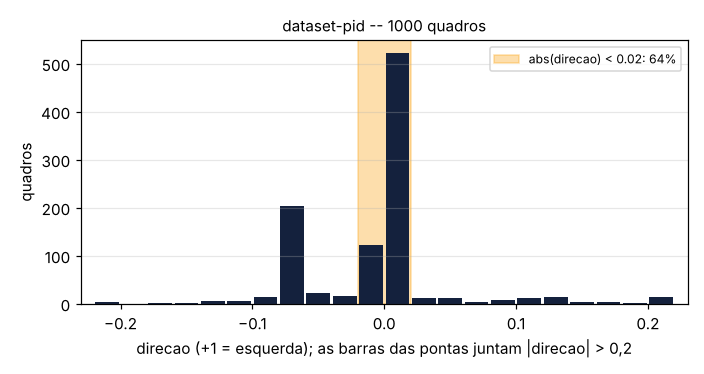 dataset-pid -- 1000 quadros
abs(direcao) < 0.02: 64%
quadros
500
400
300
200
100
0
−0.2
−0.1
0.0
0.1
0.2
direcao (+1 = esquerda); as barras das pontas juntam |direcao| > 0,2